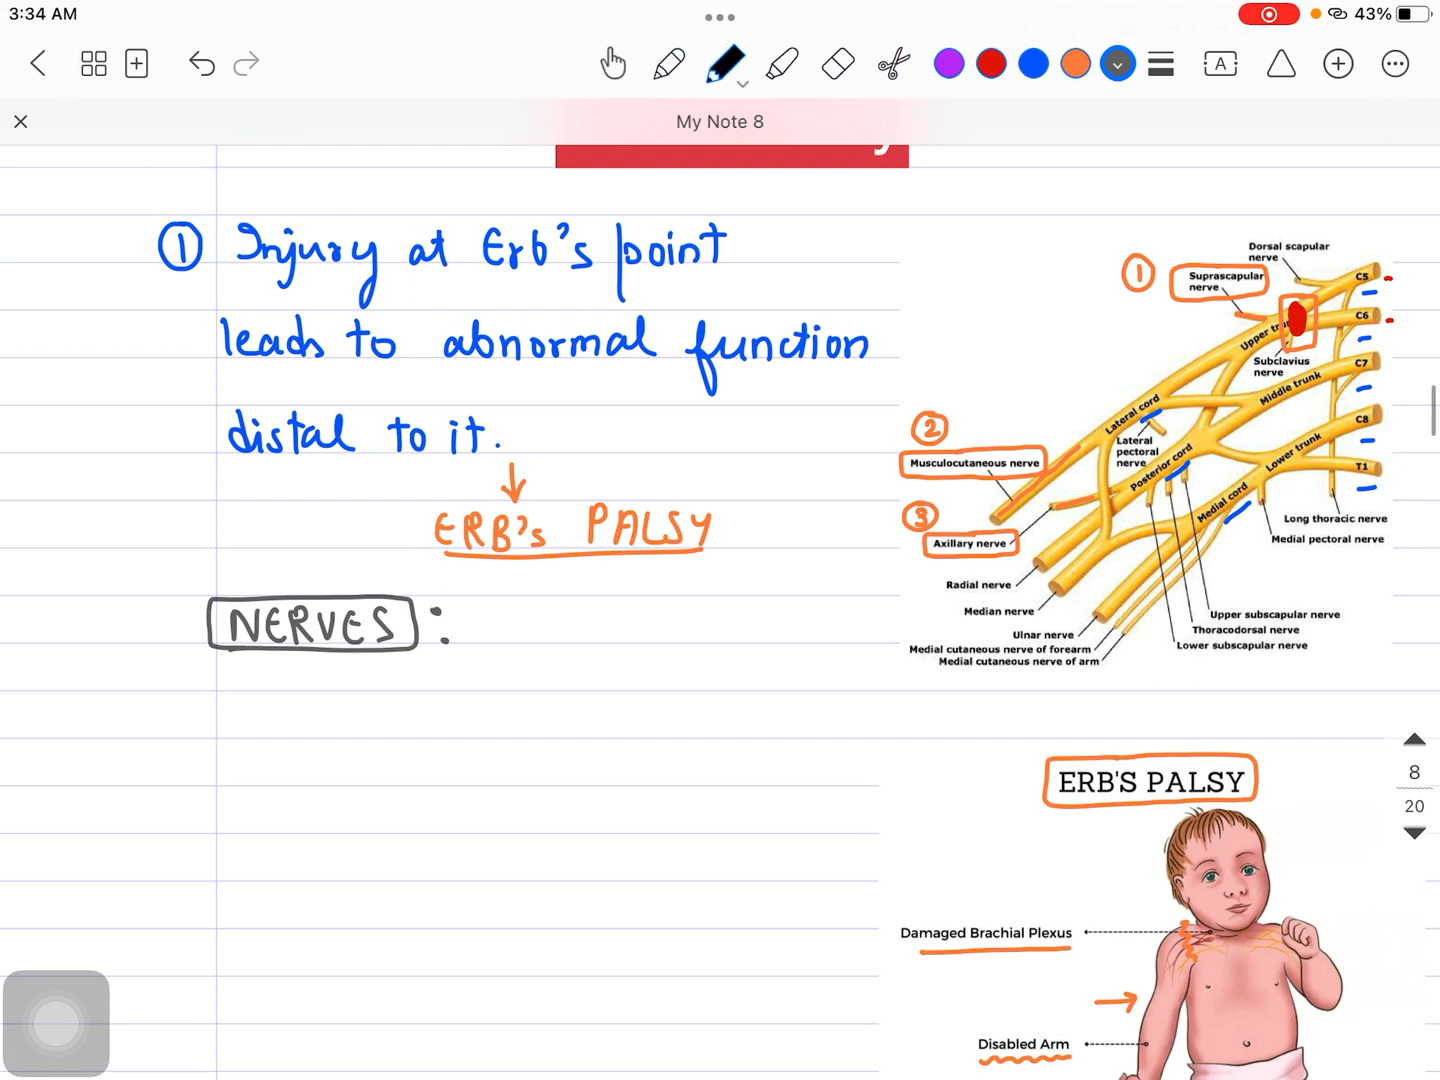 3:34 AM
43%
A
My Note 8
y
① Injury at Erb's point
leads to abnormal function
distal to it.
ERB's PALSY
NERVES :
Dorsal scapular
nerve
①
Suprascapular
nerve
C5
Upper tru
C6
Subclavius
nerve
C7
Middle trunk
Lateral cord
②
C8
Lateral
pectoral
nerve
Musculocutaneous nerve
Posterior cord
Lower trunk
T1
Medial cord
③
Long thoracic nerve
Axillary nerve
Medial pectoral nerve
Radial nerve
Median nerve
Upper subscapular nerve
Ulnar nerve
Thoracodorsal nerve
Medial cutaneous nerve of forearm
Lower subscapular nerve
Medial cutaneous nerve of arm
8
20
ERB'S PALSY
Damaged Brachial Plexus
Disabled Arm